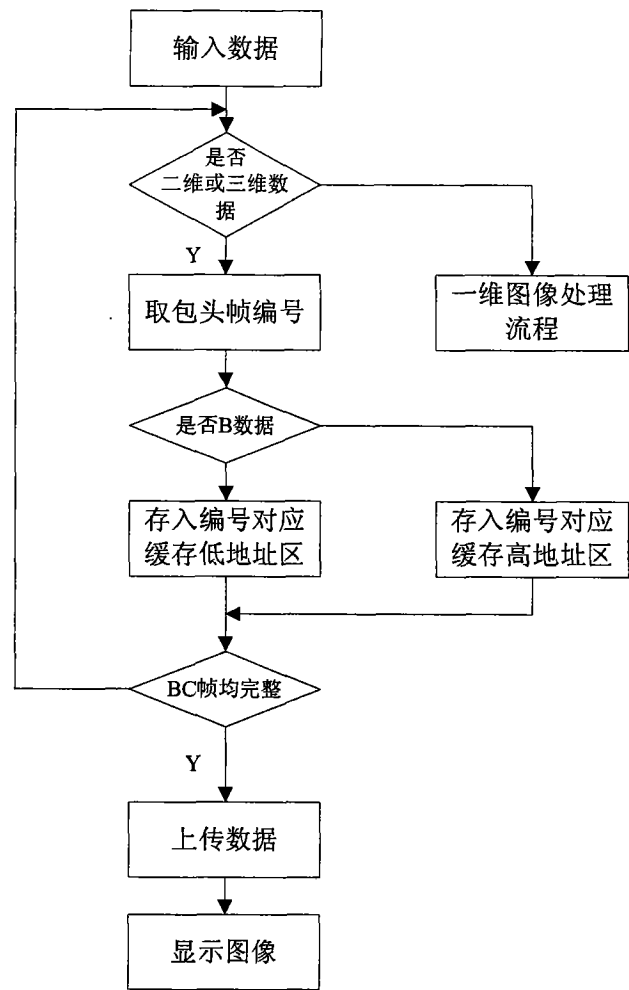 输入数据
是否
二维或三维数
据
Y
取包头帧编号
一维图像处理
流程
是否B数据
存入编号对应
缓存低地址区
存入编号对应
缓存高地址区
BC帧均完整
Y
上传数据
显示图像